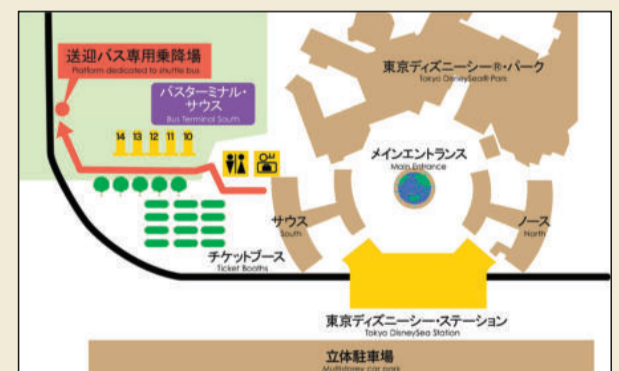 送迎バス専用乗降場
Platform dedicated to shuttle bus
東京ディズニーシー®・パーク
Tokyo DisneySea® Park
バスターミナル・
サウス
Bus Terminal South
14 13 12 11 10
メインエントランス
Main Entrance
サウス
South
ノース
North
チケットブース
Ticket Booths
東京ディズニーシー・ステーション
Tokyo DisneySea Station
立体駐車場
Multistorey car park